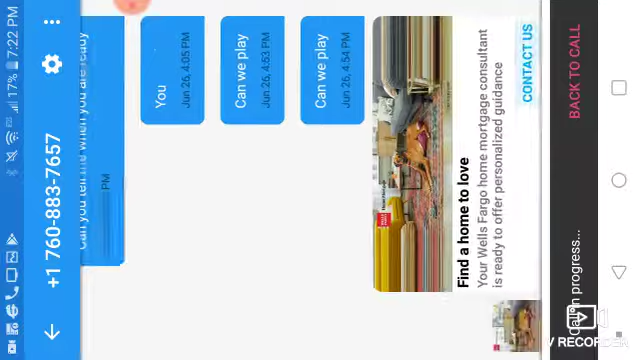 17% 7:22 PM
+1 760-883-7657
Can you tell me when you are ready
PM
You
Jun 26, 4:05 PM
Can we play
Jun 26, 4:53 PM
Can we play
Jun 26, 4:54 PM
Find a home to love
Your Wells Fargo home mortgage consultant
is ready to offer personalized guidance
CONTACT US
Call in progress...
BACK TO CALL
V RECORDER